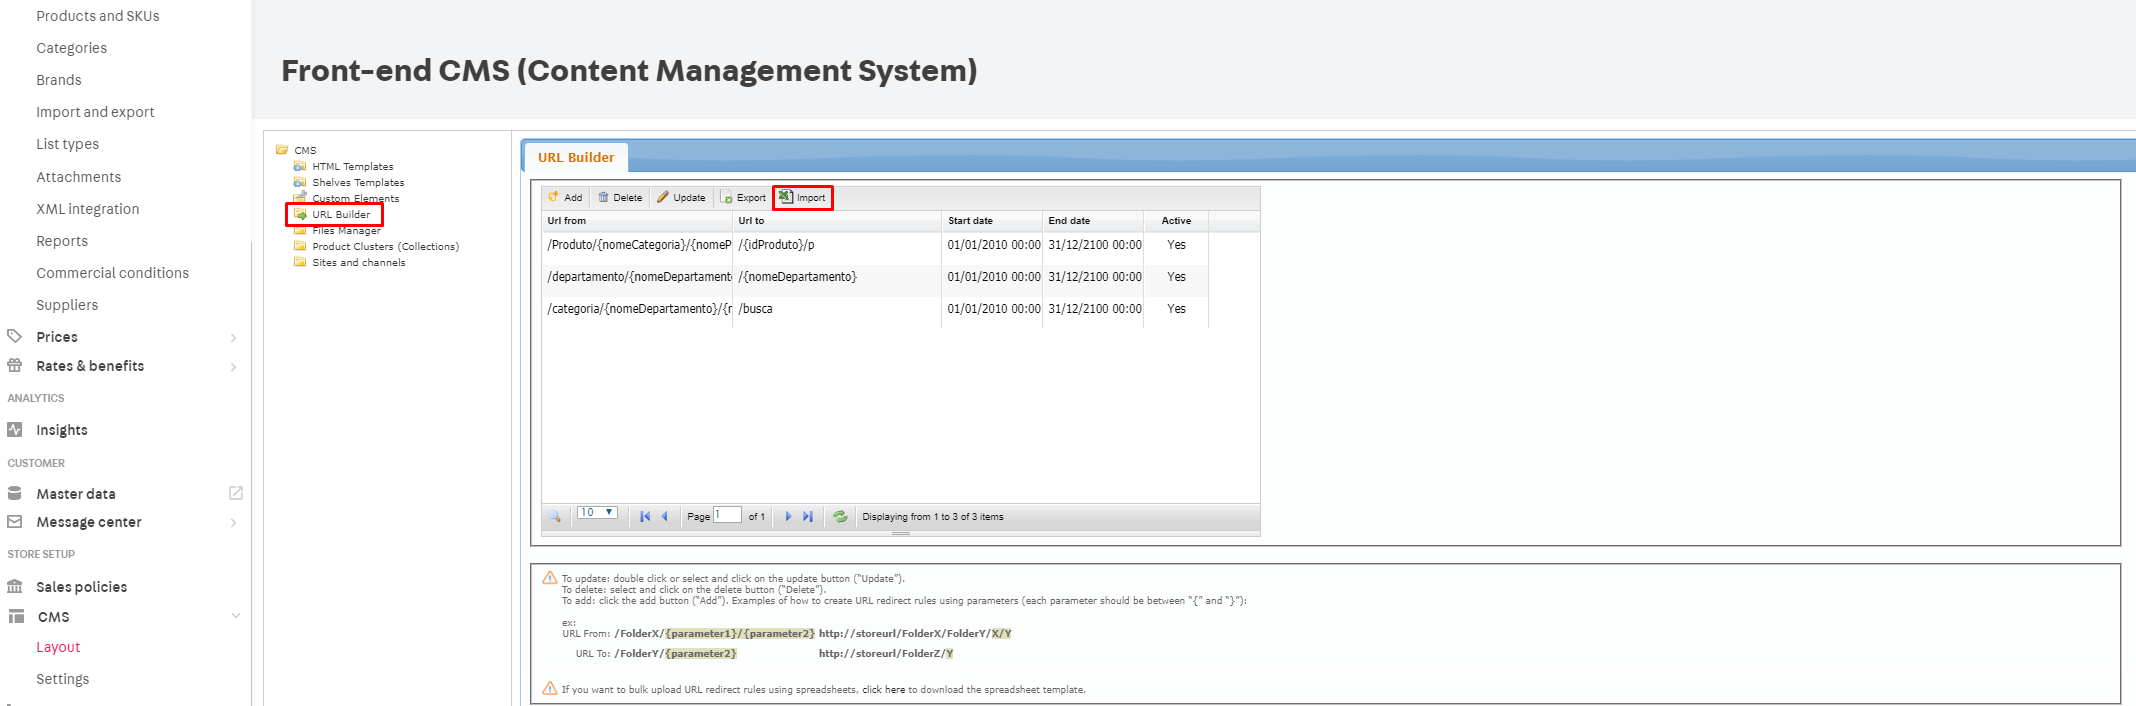 Products and SKUs
Categories
Brands
Import and export
List types
Attachments
XML integration
Reports
Commercial conditions
Suppliers
Prices
Rates & benefits
ANALYTICS
Insights
CUSTOMER
Master data
Message center
STORE SETUP
Sales policies
CMS
Layout
Settings
Front-end CMS (Content Management System)
CMS
HTML Templates
Shelves Templates
Custom Elements
URL Builder
Files Manager
Product Clusters (Collections)
Sites and channels
URL Builder
Add Delete Update Export Import
Url from Url to Start date End date Active
/Produto/{nomeCategoria}/{nomeP /{idProduto}/p 01/01/2010 00:00 31/12/2100 00:00 Yes
/departamento/{nomeDepartament /{nomeDepartamento} 01/01/2010 00:00 31/12/2100 00:00 Yes
/categoria/{nomeDepartamento}/{ /busca 01/01/2010 00:00 31/12/2100 00:00 Yes
10 Page 1 of 1 Displaying from 1 to 3 of 3 items
To update: double click or select and click on the update button ("Update").
To delete: select and click on the delete button ("Delete").
To add: click the add button ("Add"). Examples of how to create URL redirect rules using parameters (each parameter should be between "{" and "}"):
ex:
URL From: /FolderX/{parameter1}/{parameter2} http://storeurl/FolderX/FolderY/X/Y
URL To: /FolderY/{parameter2} http://storeurl/FolderZ/Y
If you want to bulk upload URL redirect rules using spreadsheets, click here to download the spreadsheet template.